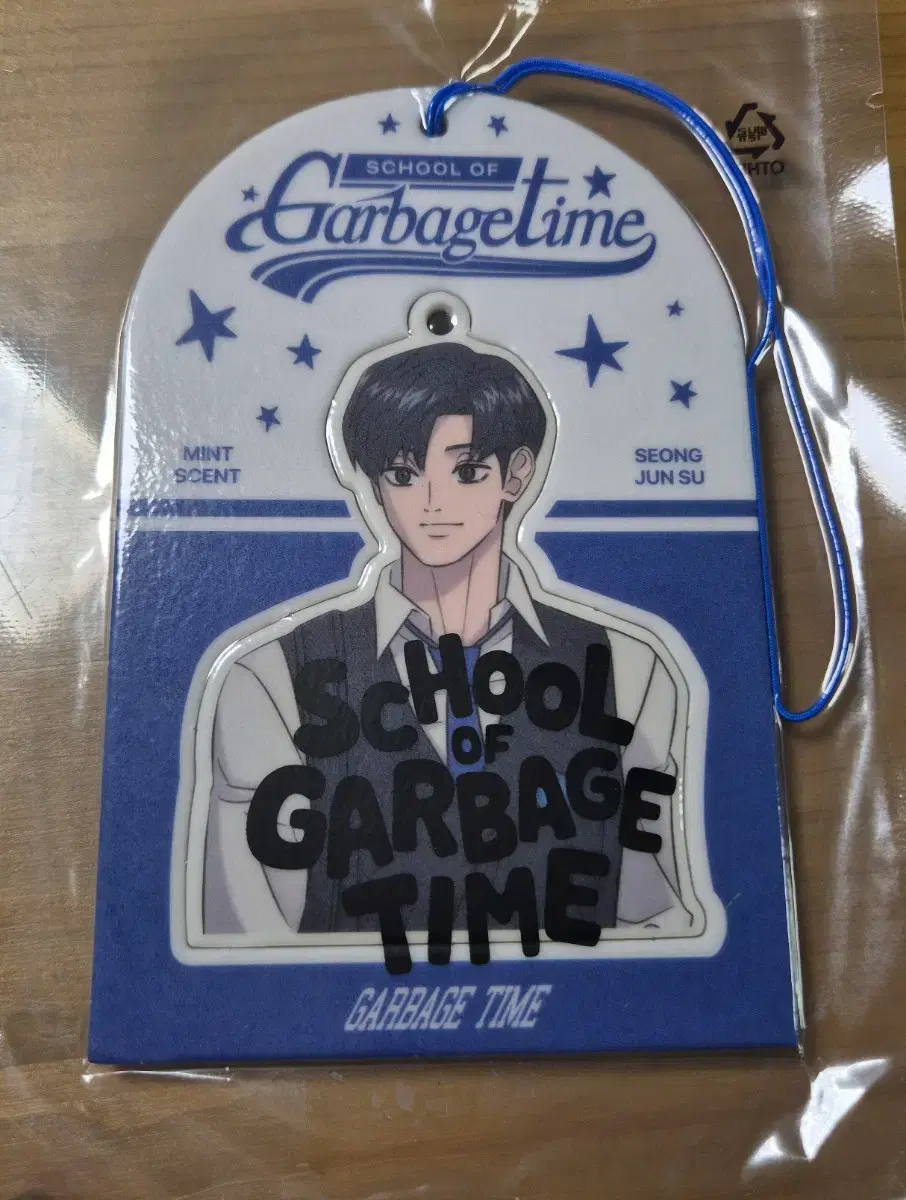 SCHOOL OF
Garbagetime
MINT
SCENT
SEONG
JUN SU
SCHOOL
OF
GARBAGE
TIME
GARBAGE TIME